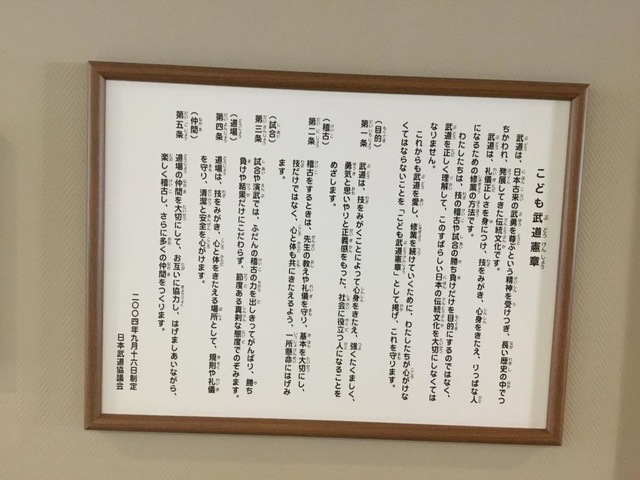 こども武道憲章
武道は、日本古来の武勇を尊ぶという精神を受けつぎ、長い歴史の中でつ
ちかわれ、発展してきた伝統文化です。
武道は、礼儀正しさを身につけ、技をみがき、心身をきたえ、りっぱな人
になるための修業の方法です。
わたしたちは、技の稽古や試合の勝ち負けだけを目的にするのではなく、
武道を正しく理解して、このすばらしい日本の伝統文化を大切にしなくては
なりません。
これからも武道を愛し、修業を続けていくために、わたしたちが心がけな
くてはならないことを「こども武道憲章」として掲げ、これを守ります。
（目的）
第一条
武道は、技をみがくことによって心身をきたえ、強くたくましく、
勇気と思いやりと正義感をもった、社会に役立つ人になることを
めざします。
（稽古）
第二条
稽古をするときは、先生の教えや礼儀を守り、基本を大切にし、
技だけではなく、心と体も共にきたえるよう、一所懸命にはげみ
ます。
（試合）
第三条
試合や演武では、ふだんの稽古の力を出しきってがんばり、勝ち
負けや結果だけにこだわらず、節度ある真剣な態度でのぞみます。
（道場）
第四条
道場は、技をみがき、心と体をきたえる場所として、規則や礼儀
を守り、清潔と安全を心がけます。
（仲間）
第五条
道場の仲間を大切にして、お互いに協力し、はげましあいながら、
楽しく稽古し、さらに多くの仲間をつくります。
二〇〇四年九月十六日制定
日本武道協議会